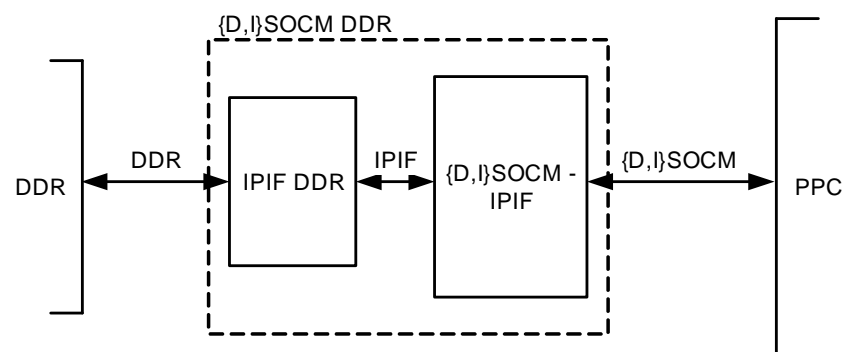 {D,I}SOCM DDR
DDR
DDR
IPIF DDR
IPIF
{D,I}SOCM -
IPIF
{D,I}SOCM
PPC